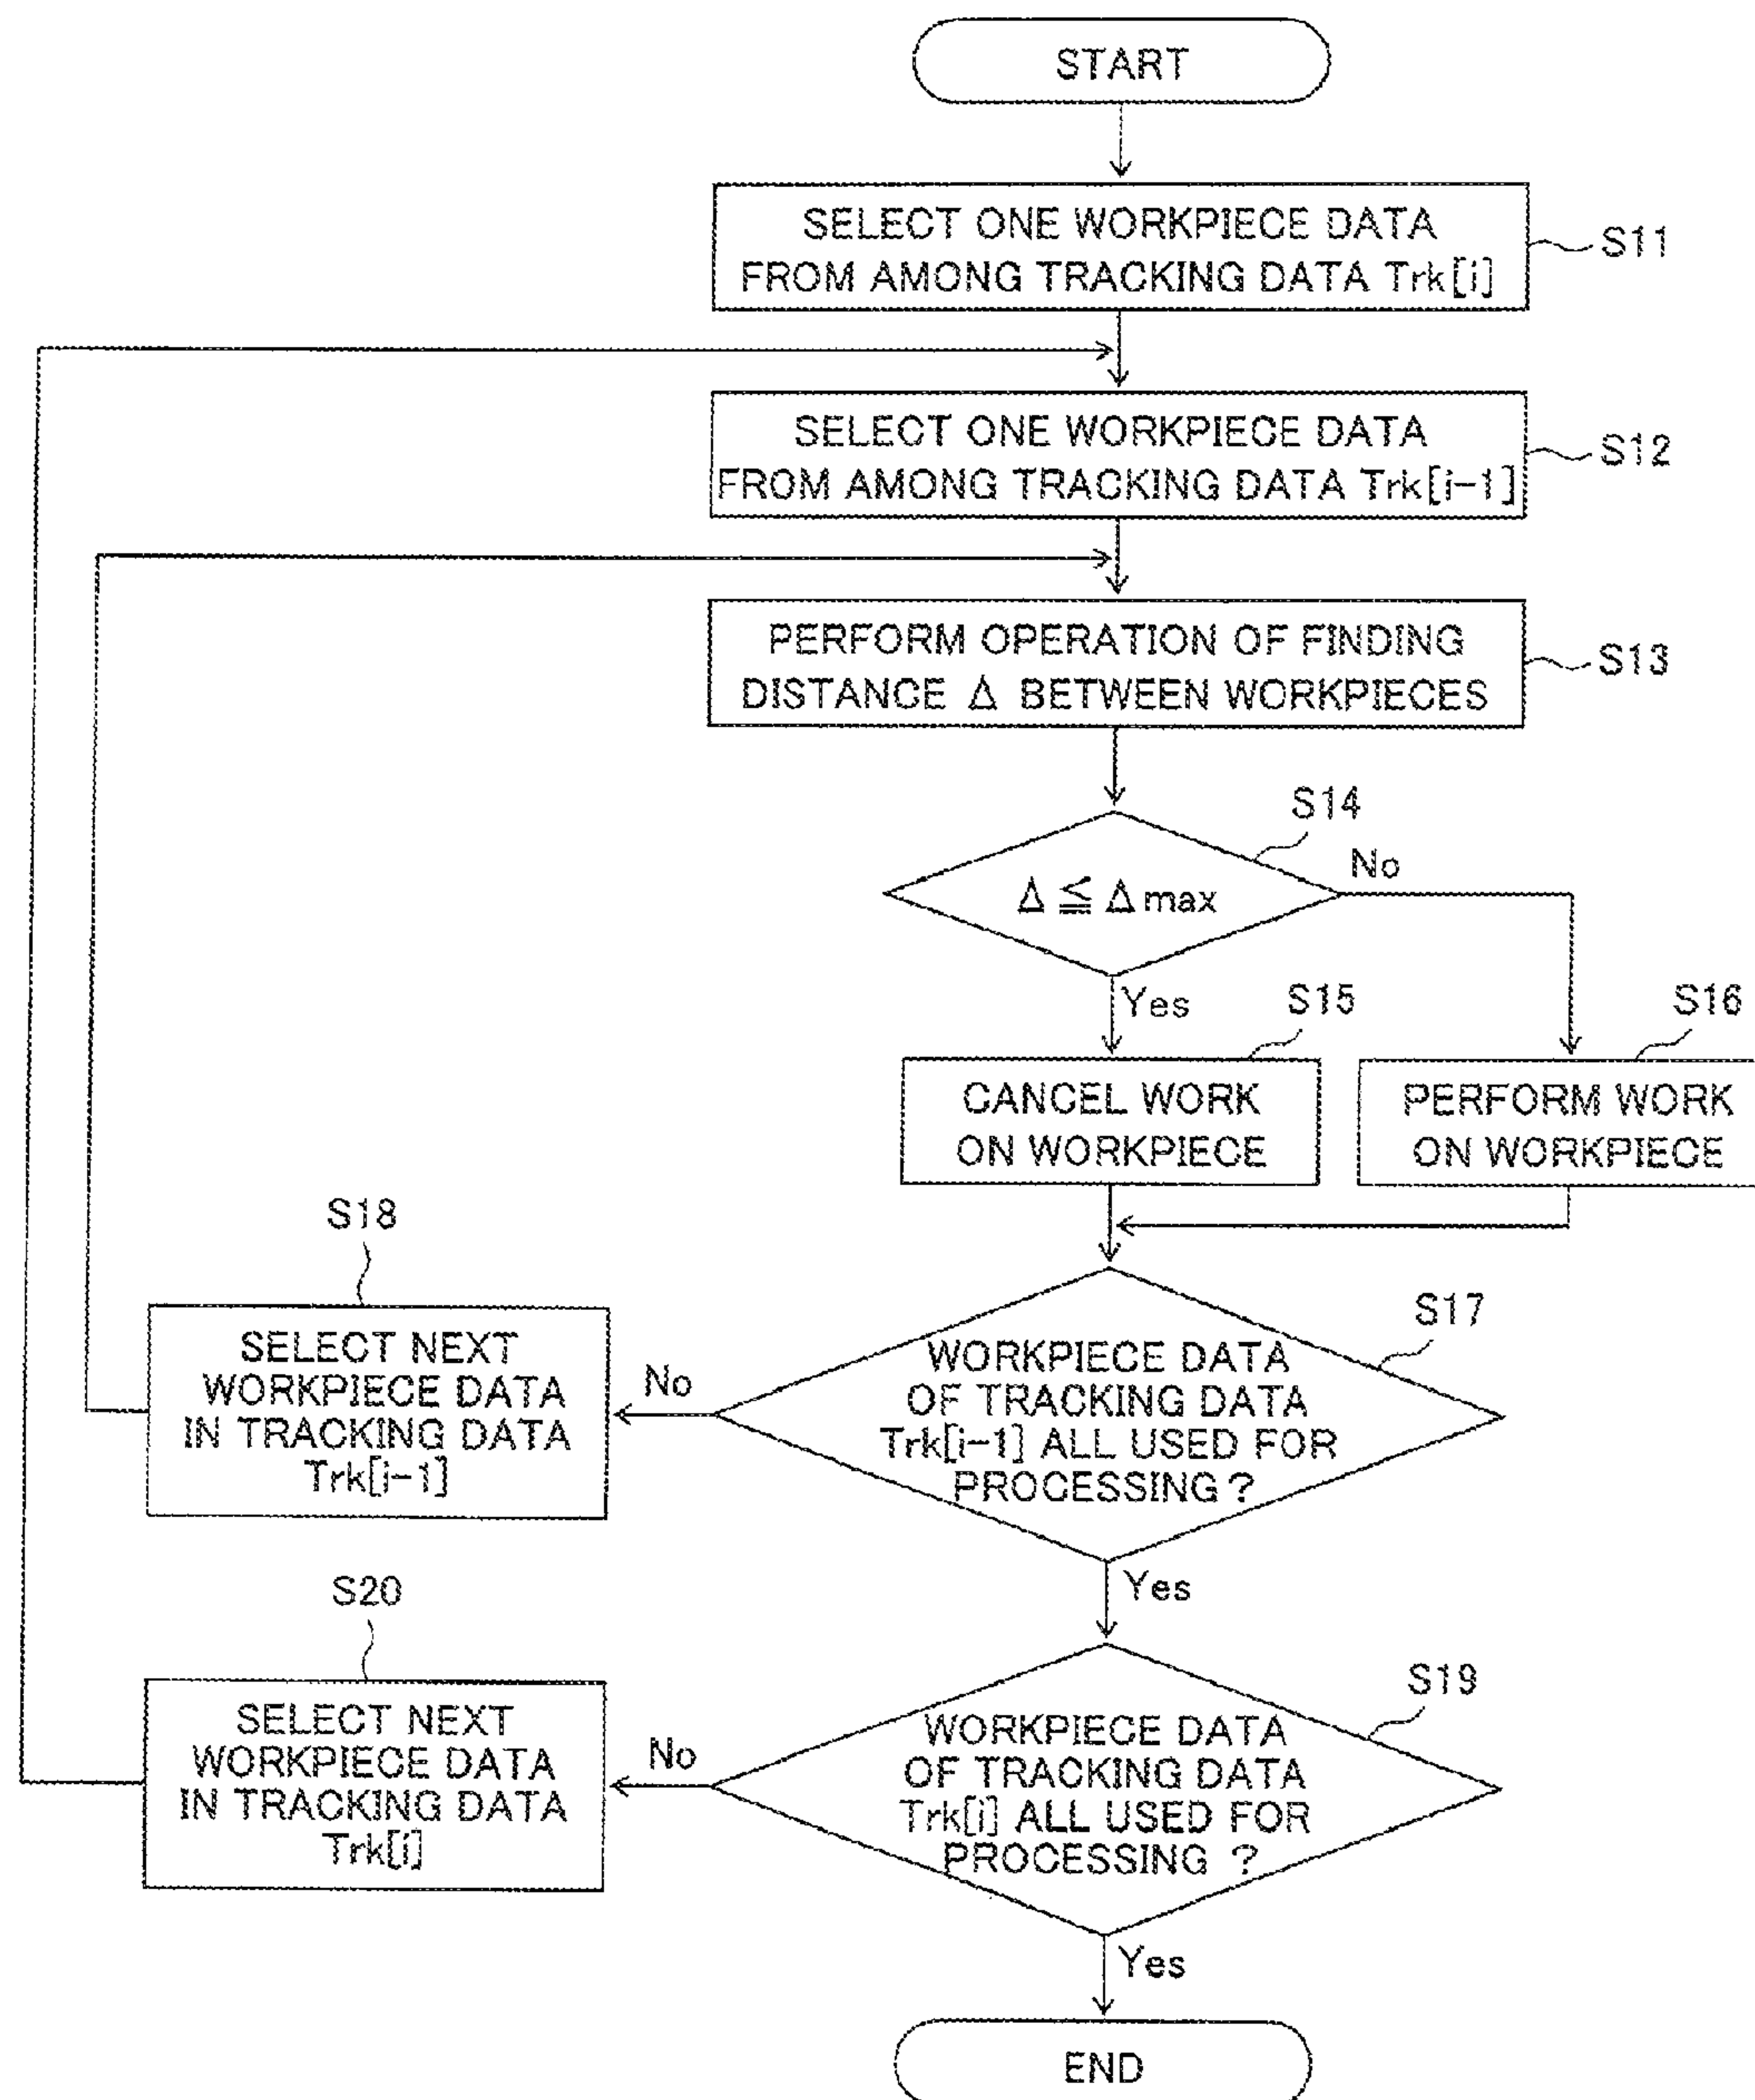 START
SELECT ONE WORKPIECE DATA
FROM AMONG TRACKING DATA Trk[i]
S11
SELECT ONE WORKPIECE DATA
FROM AMONG TRACKING DATA Trk[i-1]
S12
PERFORM OPERATION OF FINDING
DISTANCE Δ BETWEEN WORKPIECES
S13
S14
Δ ≦ Δmax
No
Yes
S15
CANCEL WORK
ON WORKPIECE
S16
PERFORM WORK
ON WORKPIECE
S17
WORKPIECE DATA
OF TRACKING DATA
Trk[i-1] ALL USED FOR
PROCESSING?
No
S18
SELECT NEXT
WORKPIECE DATA
IN TRACKING DATA
Trk[i-1]
Yes
S19
WORKPIECE DATA
OF TRACKING DATA
Trk[i] ALL USED FOR
PROCESSING ?
No
S20
SELECT NEXT
WORKPIECE DATA
IN TRACKING DATA
Trk[i]
Yes
END